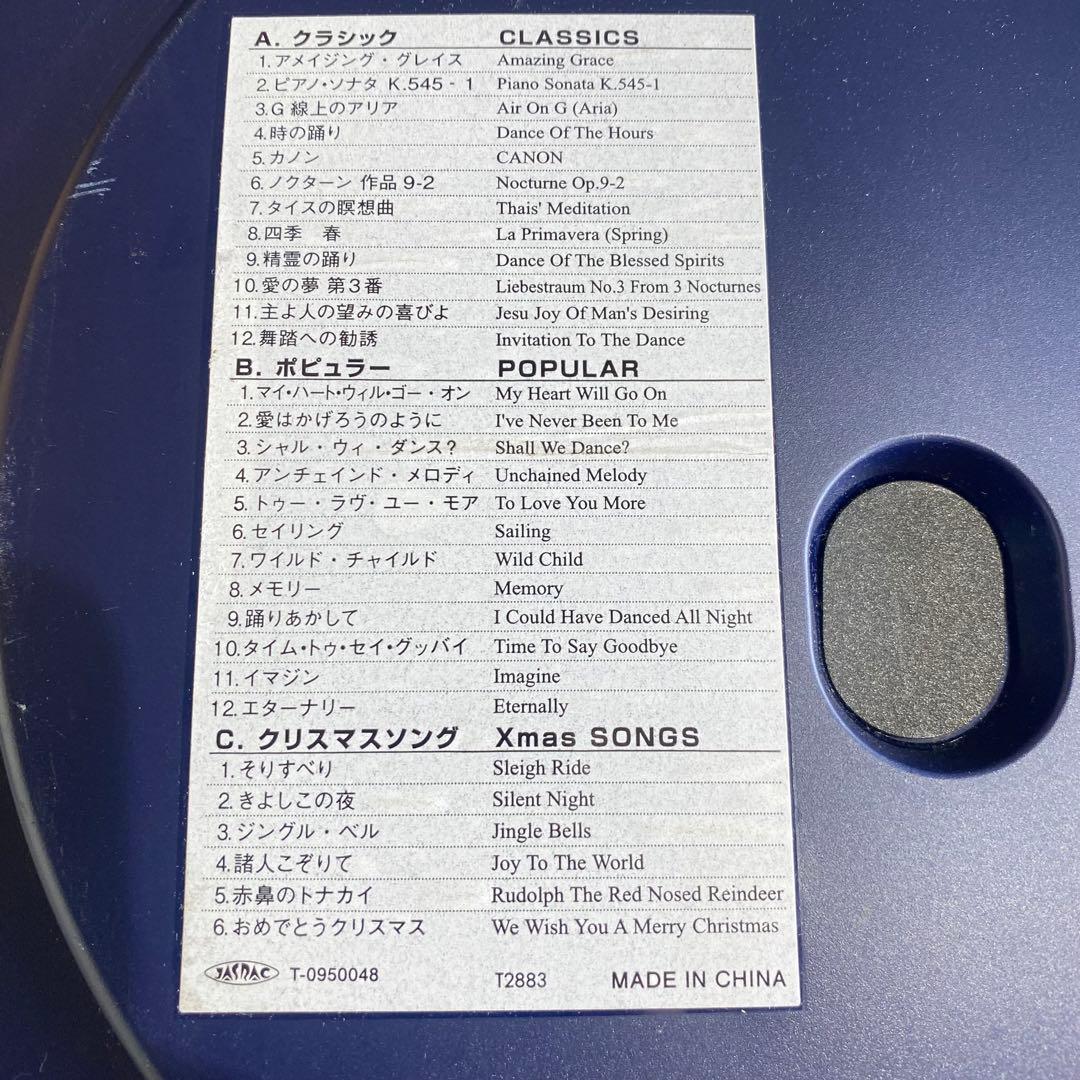 A. クラシック CLASSICS
1.アメイジング・グレイス Amazing Grace
2.ピアノ・ソナタ K.545 - 1 Piano Sonata K.545-1
3.G 線上のアリア Air On G (Aria)
4.時の踊り Dance Of The Hours
5.カノン CANON
6.ノクターン 作品 9-2 Nocturne Op.9-2
7.タイスの瞑想曲 Thais' Meditation
8.四季 春 La Primavera (Spring)
9.精霊の踊り Dance Of The Blessed Spirits
10.愛の夢 第3番 Liebestraum No.3 From 3 Nocturnes
11.主よ人の望みの喜びよ Jesu Joy Of Man's Desiring
12.舞踏への勧誘 Invitation To The Dance
B. ポピュラー POPULAR
1.マイ・ハート・ウィル・ゴー・オン My Heart Will Go On
2.愛はかげろうのように I've Never Been To Me
3.シャル・ウィ・ダンス? Shall We Dance?
4.アンチェインド・メロディ Unchained Melody
5.トゥー・ラヴ・ユー・モア To Love You More
6.セイリング Sailing
7.ワイルド・チャイルド Wild Child
8.メモリー Memory
9.踊りあかして I Could Have Danced All Night
10.タイム・トゥ・セイ・グッバイ Time To Say Goodbye
11.イマジン Imagine
12.エターナリー Eternally
C. クリスマスソング Xmas SONGS
1.そりすべり Sleigh Ride
2.きよしこの夜 Silent Night
3.ジングル・ベル Jingle Bells
4.諸人こぞりて Joy To The World
5.赤鼻のトナカイ Rudolph The Red Nosed Reindeer
6.おめでとうクリスマス We Wish You A Merry Christmas
JASRAC T-0950048 T2883 MADE IN CHINA